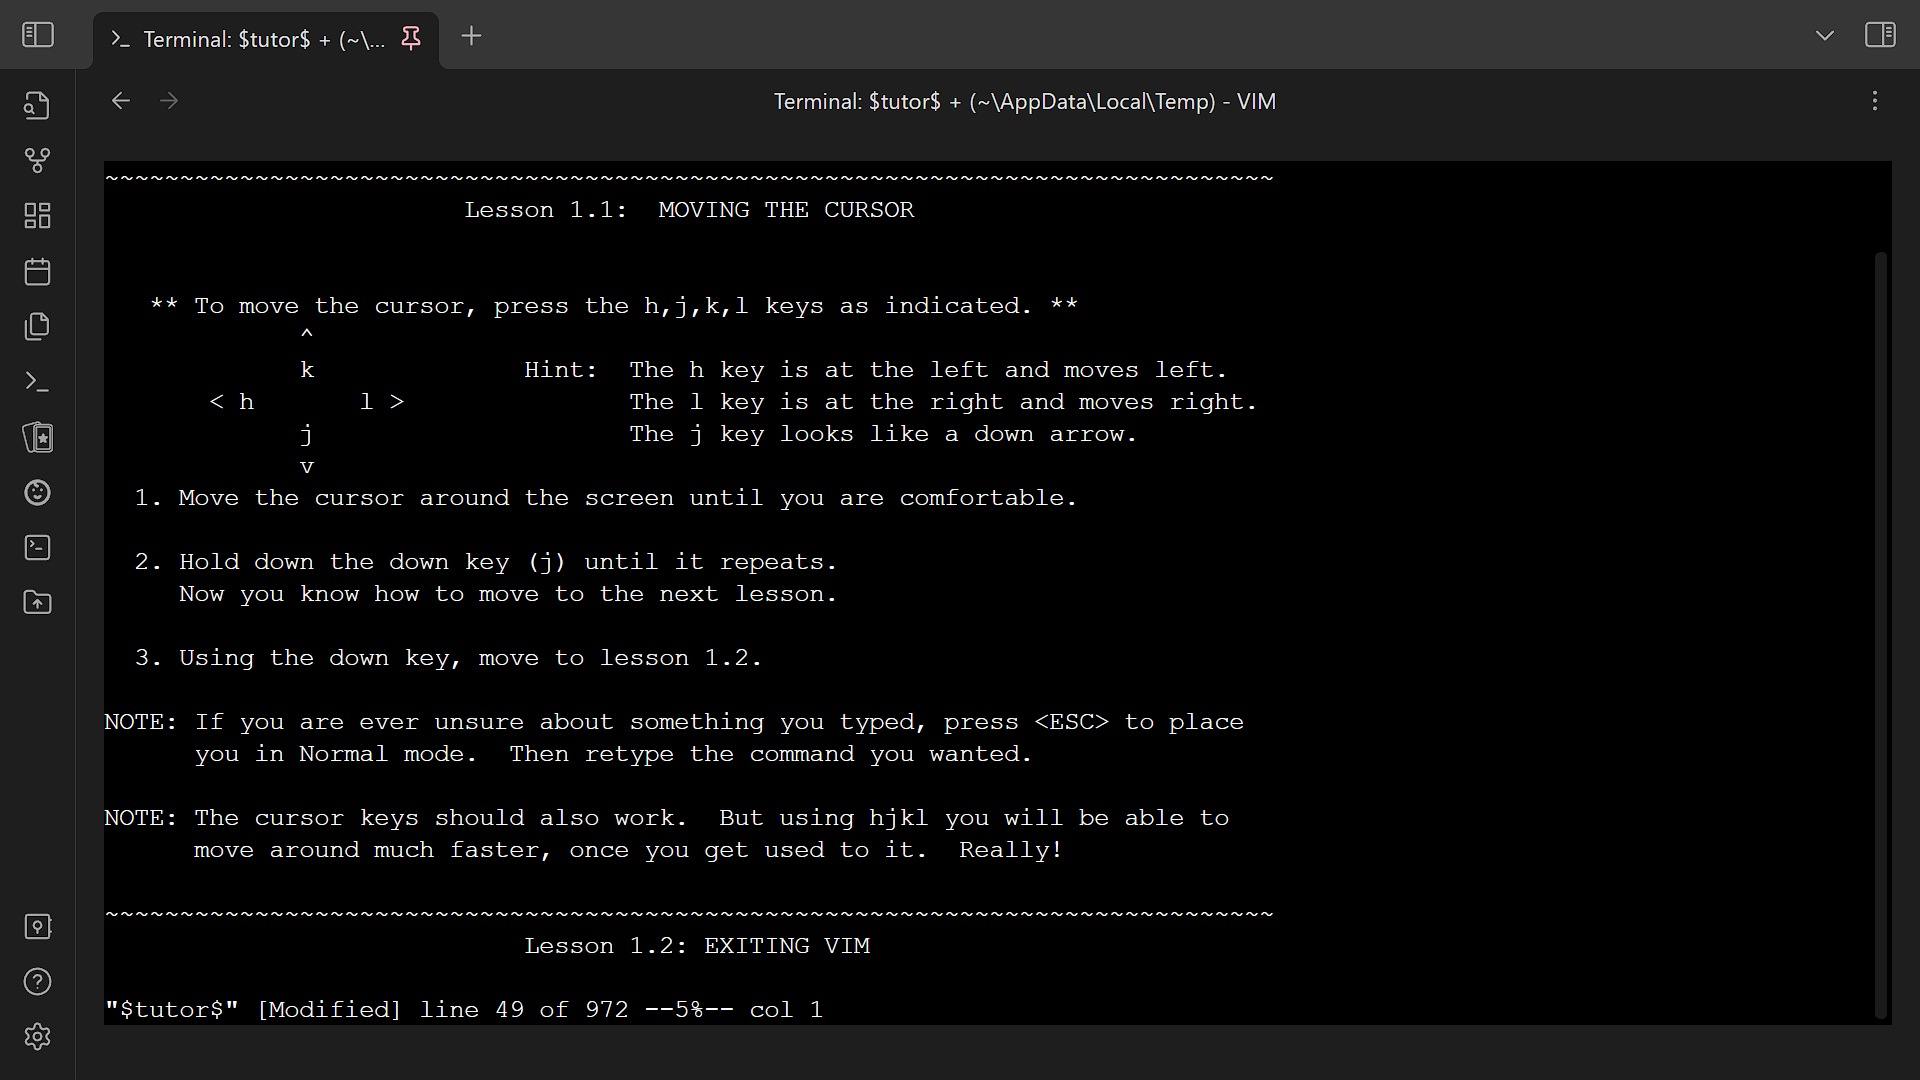 Terminal: $tutor$ + (~\...
Terminal: $tutor$ + (~\AppData\Local\Temp) - VIM
~~~~~~~~~~~~~~~~~~~~~~~~~~~~~~~~~~~~~~~~~~~~~~~~~~~~~~~~~~~~~~~~~~~~~~~~~~~~~~
Lesson 1.1:  MOVING THE CURSOR
** To move the cursor, press the h,j,k,l keys as indicated. **
^
k              Hint:  The h key is at the left and moves left.
< h       l >               The l key is at the right and moves right.
j                     The j key looks like a down arrow.
v
1. Move the cursor around the screen until you are comfortable.
2. Hold down the down key (j) until it repeats.
Now you know how to move to the next lesson.
3. Using the down key, move to lesson 1.2.
NOTE: If you are ever unsure about something you typed, press <ESC> to place
you in Normal mode.  Then retype the command you wanted.
NOTE: The cursor keys should also work.  But using hjkl you will be able to
move around much faster, once you get used to it.  Really!
~~~~~~~~~~~~~~~~~~~~~~~~~~~~~~~~~~~~~~~~~~~~~~~~~~~~~~~~~~~~~~~~~~~~~~~~~~~~~~
Lesson 1.2: EXITING VIM
"$tutor$" [Modified] line 49 of 972 --5%-- col 1